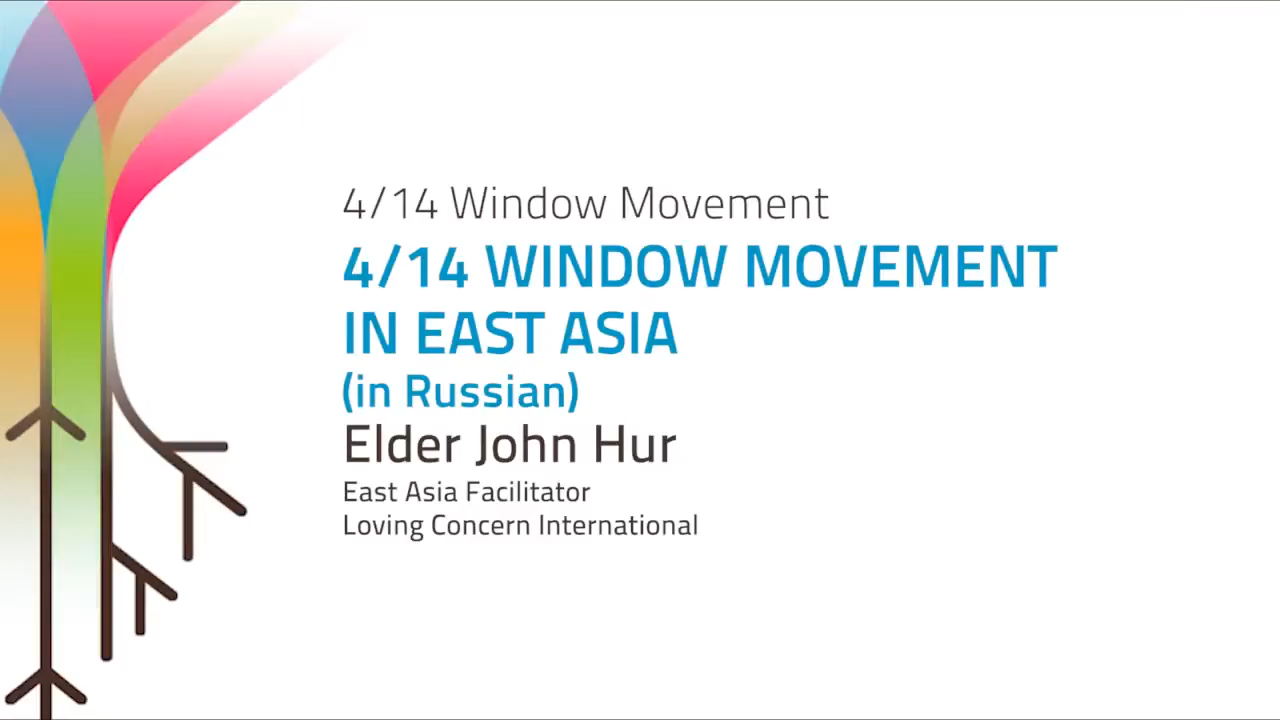 4/14 Window Movement
4/14 WINDOW MOVEMENT
IN EAST ASIA
(in Russian)
Elder John Hur
East Asia Facilitator
Loving Concern International